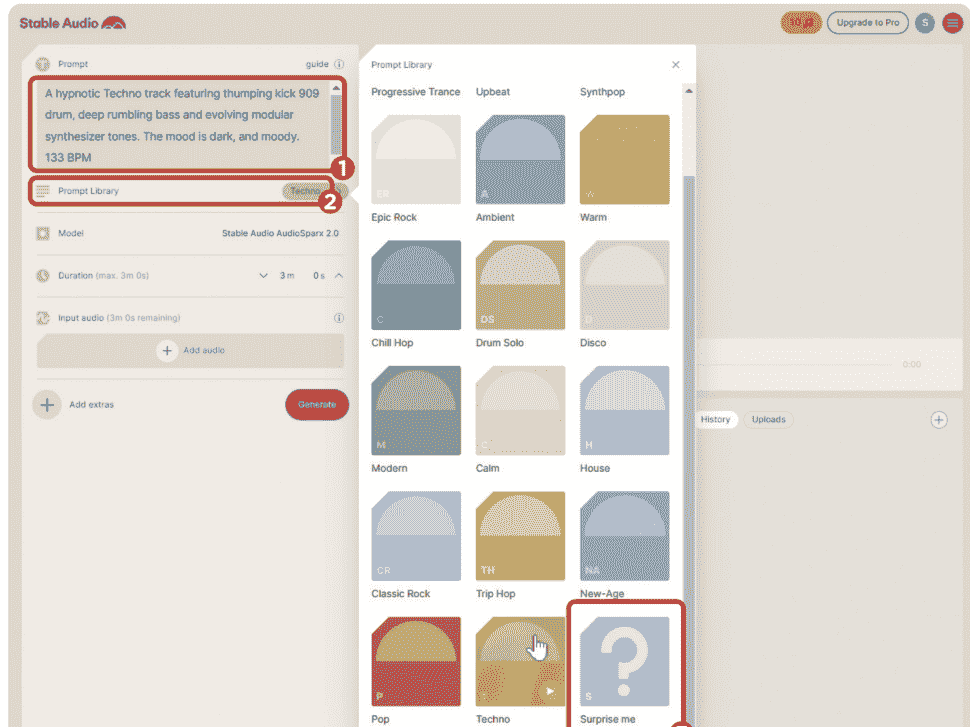 Stable Audio
10
Upgrade to Pro
S
Prompt
guide
A hypnotic Techno track featuring thumping kick 909
drum, deep rumbling bass and evolving modular
synthesizer tones. The mood is dark, and moody.
133 BPM
1
Prompt Library
Techno
2
Model
Stable Audio AudioSparx 2.0
Duration (max. 3m 0s)
3 m
0 s
Input audio (3m 0s remaining)
Add audio
Add extras
Generate
Prompt Library
Progressive Trance
Upbeat
Synthpop
ER
A
Epic Rock
Ambient
Warm
C
DS
D
Chill Hop
Drum Solo
Disco
M
C
H
Modern
Calm
House
CR
TH
NA
Classic Rock
Trip Hop
New-Age
P
?
S
Pop
Techno
Surprise me
0:00
History
Uploads